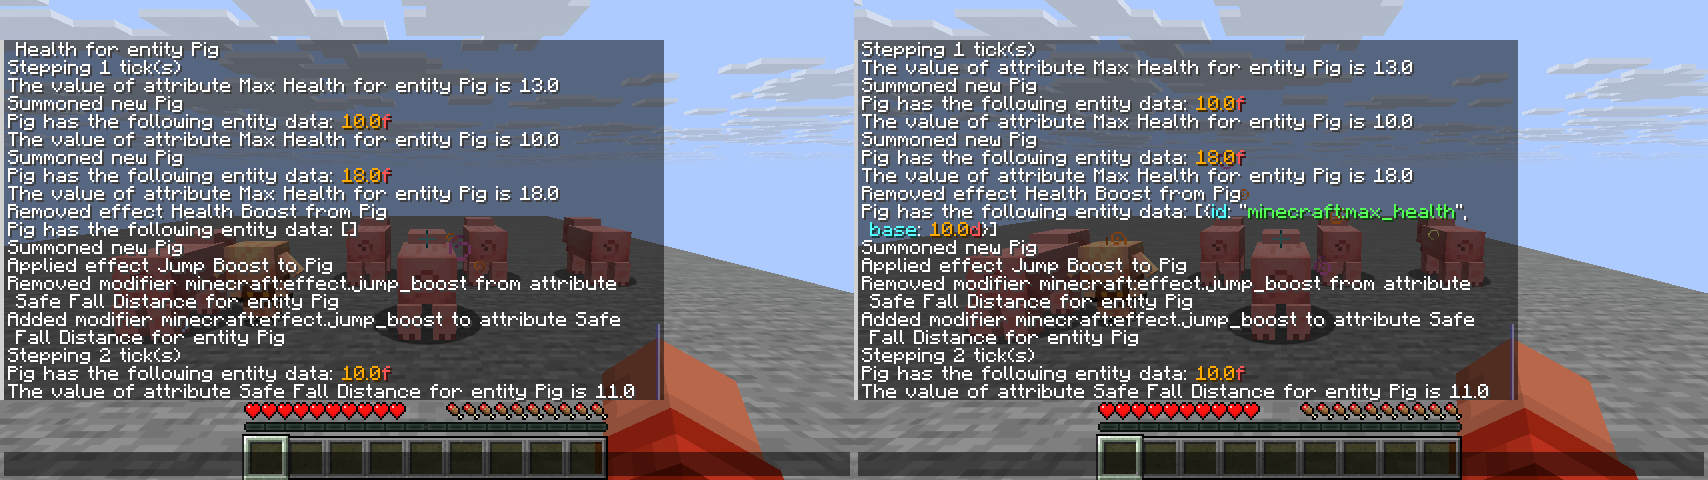 Health for entity Pig
Stepping 1 tick(s)
The value of attribute Max Health for entity Pig is 13.0
Summoned new Pig
Pig has the following entity data: 10.0f
The value of attribute Max Health for entity Pig is 10.0
Summoned new Pig
Pig has the following entity data: 18.0f
The value of attribute Max Health for entity Pig is 18.0
Removed effect Health Boost from Pig
Pig has the following entity data: []
Summoned new Pig
Applied effect Jump Boost to Pig
Removed modifier minecraft:effect.jump_boost from attribute
Safe Fall Distance for entity Pig
Added modifier minecraft:effect.jump_boost to attribute Safe
Fall Distance for entity Pig
Stepping 2 tick(s)
Pig has the following entity data: 10.0f
The value of attribute Safe Fall Distance for entity Pig is 11.0
Stepping 1 tick(s)
The value of attribute Max Health for entity Pig is 13.0
Summoned new Pig
Pig has the following entity data: 10.0f
The value of attribute Max Health for entity Pig is 10.0
Summoned new Pig
Pig has the following entity data: 18.0f
The value of attribute Max Health for entity Pig is 18.0
Removed effect Health Boost from Pig
Pig has the following entity data: [{id: "minecraft:max_health",
base: 10.0d}]
Summoned new Pig
Applied effect Jump Boost to Pig
Removed modifier minecraft:effect.jump_boost from attribute
Safe Fall Distance for entity Pig
Added modifier minecraft:effect.jump_boost to attribute Safe
Fall Distance for entity Pig
Stepping 2 tick(s)
Pig has the following entity data: 10.0f
The value of attribute Safe Fall Distance for entity Pig is 11.0